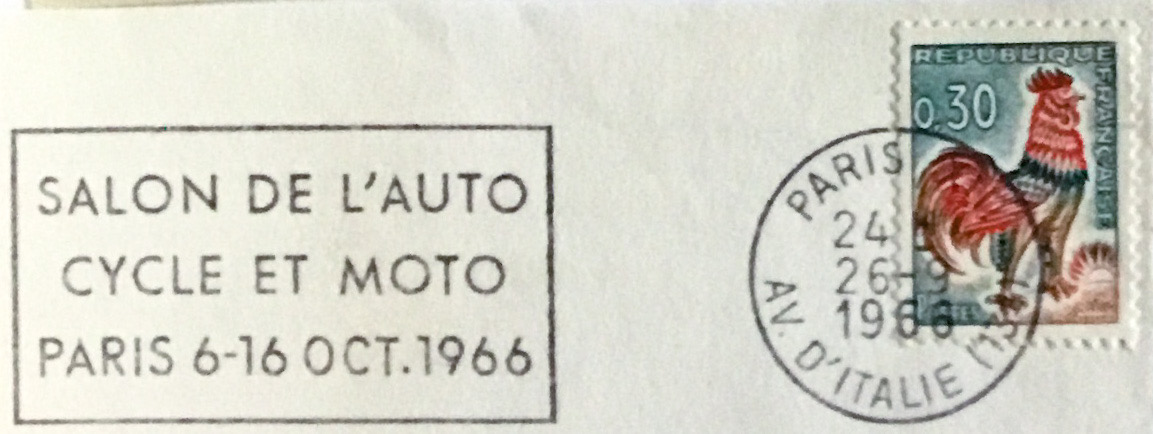 SALON DE L'AUTO
CYCLE ET MOTO
PARIS 6-16 OCT. 1966
REPUBLIQUE
FRANCAISE
0,30
PARIS
26-9
1966
AV. D'ITALIE